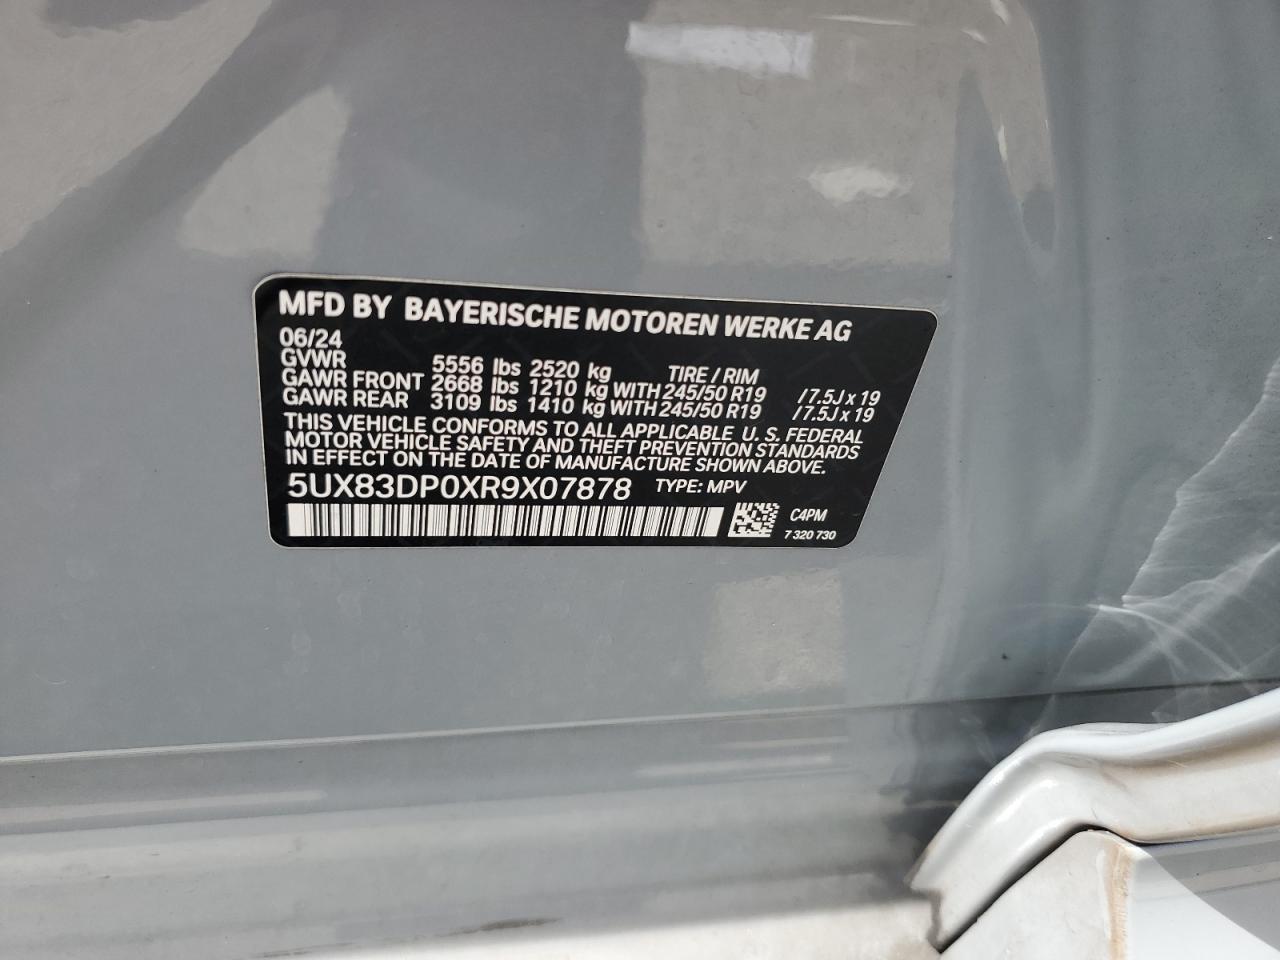 MFD BY BAYERISCHE MOTOREN WERKE AG
06/24
GVWR 5556 lbs 2520 kg TIRE / RIM
GAWR FRONT 2668 lbs 1210 kg WITH 245/50 R19 / 7.5J x 19
GAWR REAR 3109 lbs 1410 kg WITH 245/50 R19 / 7.5J x 19
THIS VEHICLE CONFORMS TO ALL APPLICABLE U. S. FEDERAL
MOTOR VEHICLE SAFETY AND THEFT PREVENTION STANDARDS
IN EFFECT ON THE DATE OF MANUFACTURE SHOWN ABOVE.
5UX83DP0XR9X07878 TYPE: MPV
C4PM
7 320 730